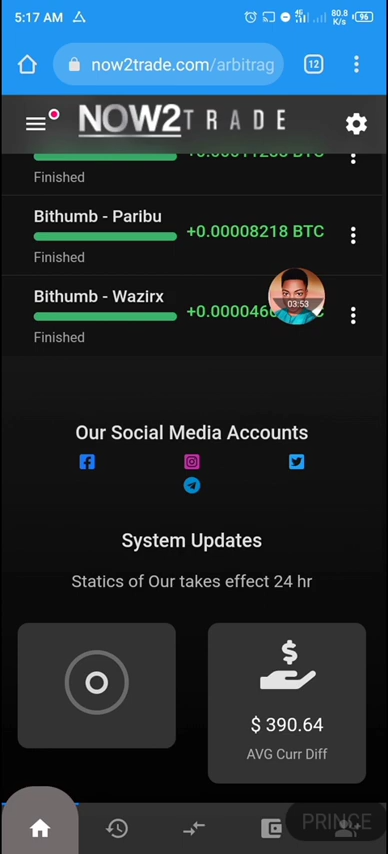 5:17 AM 4G 80.8 K/s 96
now2trade.com/arbitrag 12
NOW2TRADE
Finished
Bithumb - Paribu
+0.00008218 BTC
Finished
Bithumb - Wazirx
03:53
Finished
Our Social Media Accounts
System Updates
Statics of Our takes effect 24 hr
$ 390.64
AVG Curr Diff
PRINCE